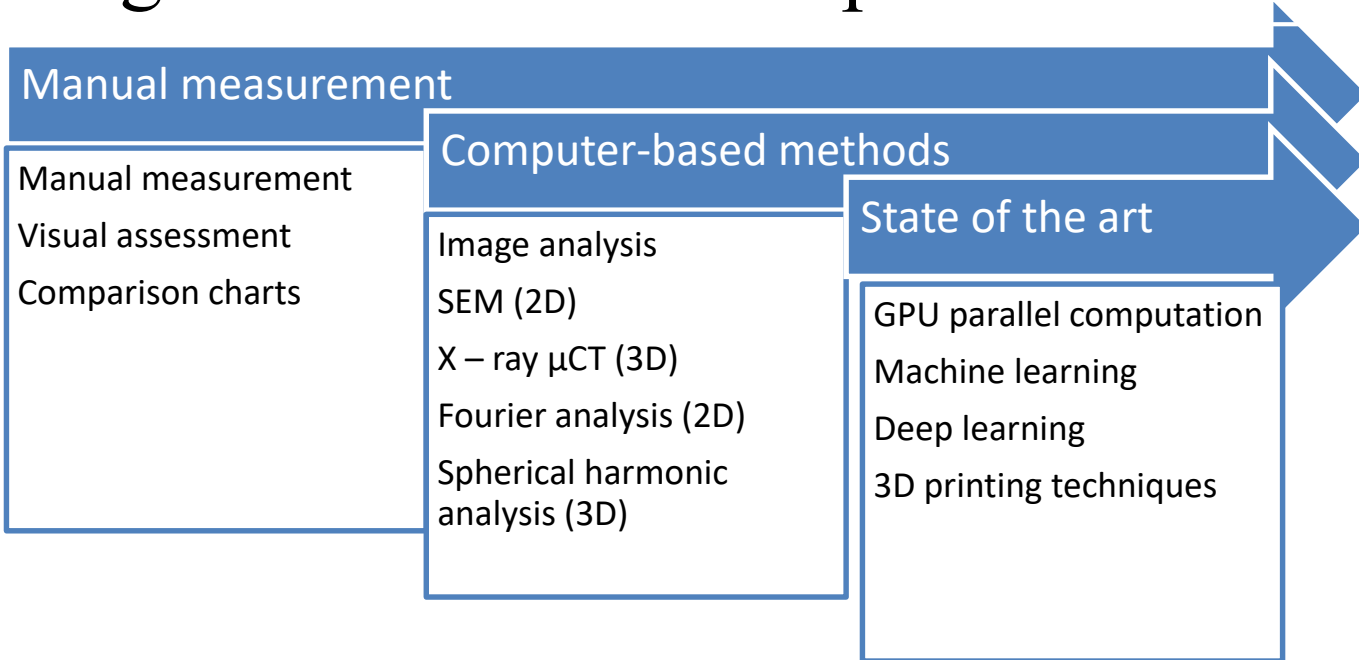 Manual measurement
Manual measurement
Visual assessment
Comparison charts
Computer-based methods
Image analysis
SEM (2D)
X – ray µCT (3D)
Fourier analysis (2D)
Spherical harmonic
analysis (3D)
State of the art
GPU parallel computation
Machine learning
Deep learning
3D printing techniques